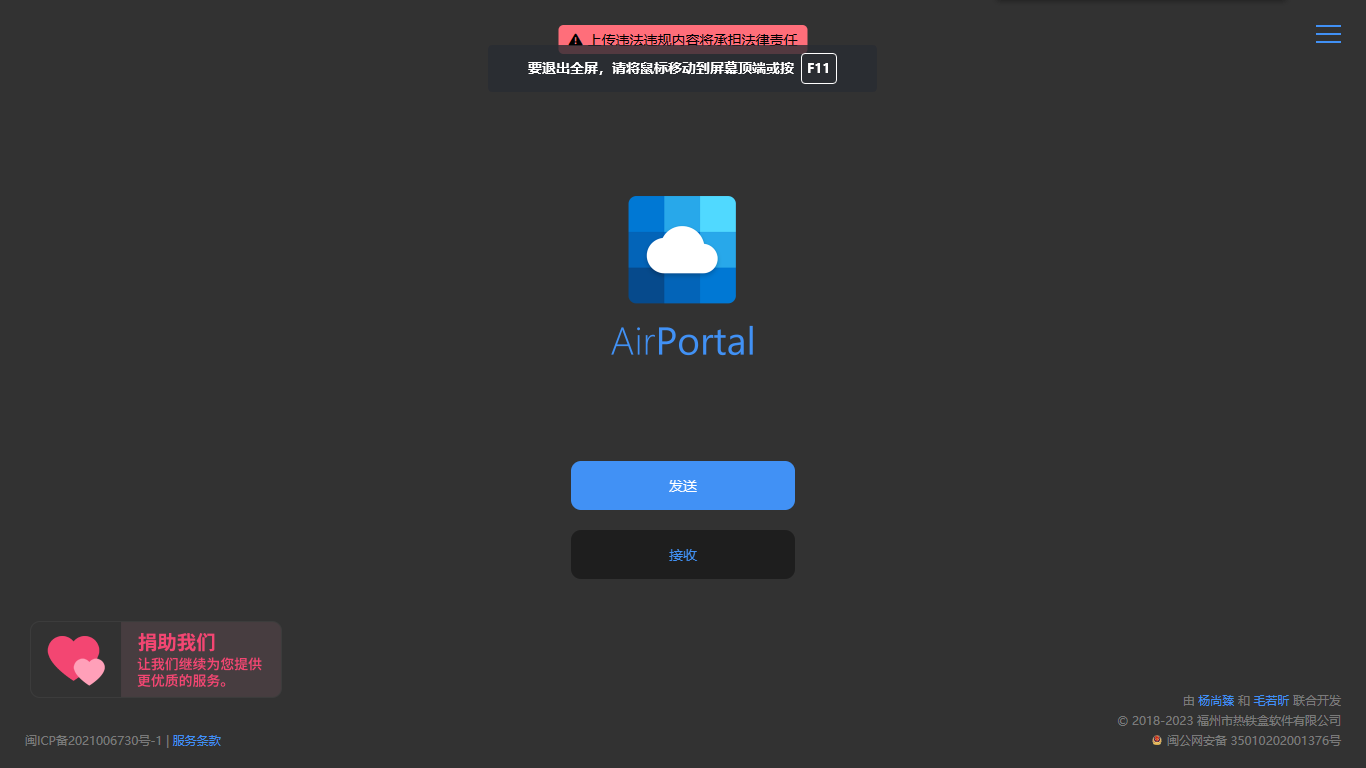 上传违法违规内容将承担法律责任
要退出全屏，请将鼠标移动到屏幕顶端或按 F11
AirPortal
发送
接收
捐助我们
让我们继续为您提供
更优质的服务。
由 杨尚臻 和 毛若昕 联合开发
© 2018-2023 福州市热铁盒软件有限公司
闽ICP备2021006730号-1 | 服务条款
闽公网安备 35010202001376号